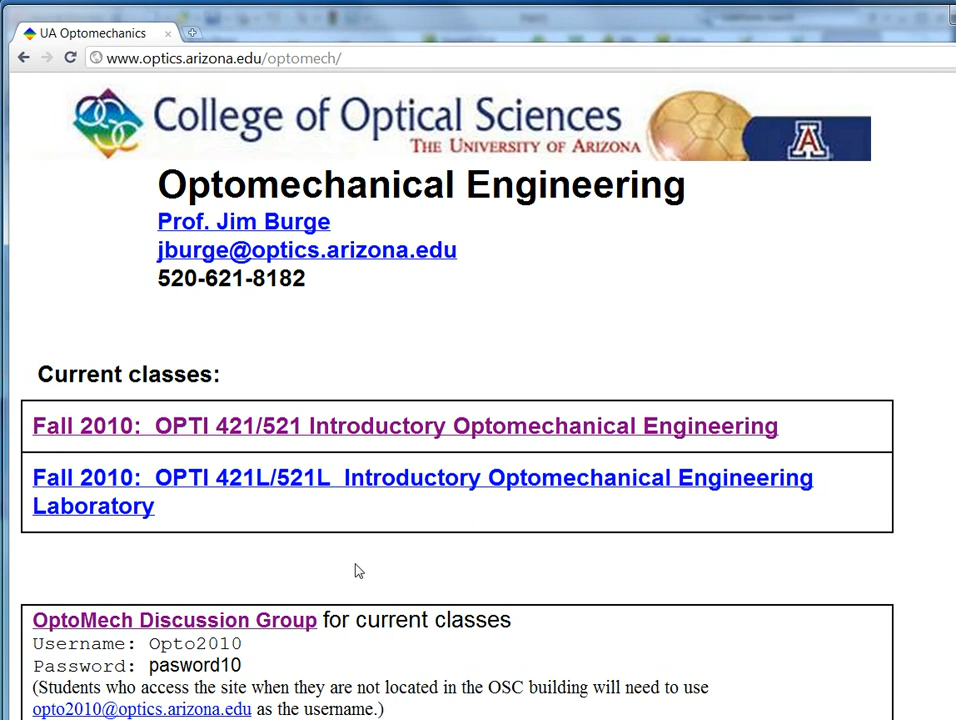 UA Optomechanics
www.optics.arizona.edu/optomech/
College of Optical Sciences
THE UNIVERSITY OF ARIZONA
A
Optomechanical Engineering
Prof. Jim Burge
jburge@optics.arizona.edu
520-621-8182
Current classes:
Fall 2010: OPTI 421/521 Introductory Optomechanical Engineering
Fall 2010: OPTI 421L/521L Introductory Optomechanical Engineering
Laboratory
OptoMech Discussion Group for current classes
Username: Opto2010
Password: pasword10
(Students who access the site when they are not located in the OSC building will need to use
opto2010@optics.arizona.edu as the username.)